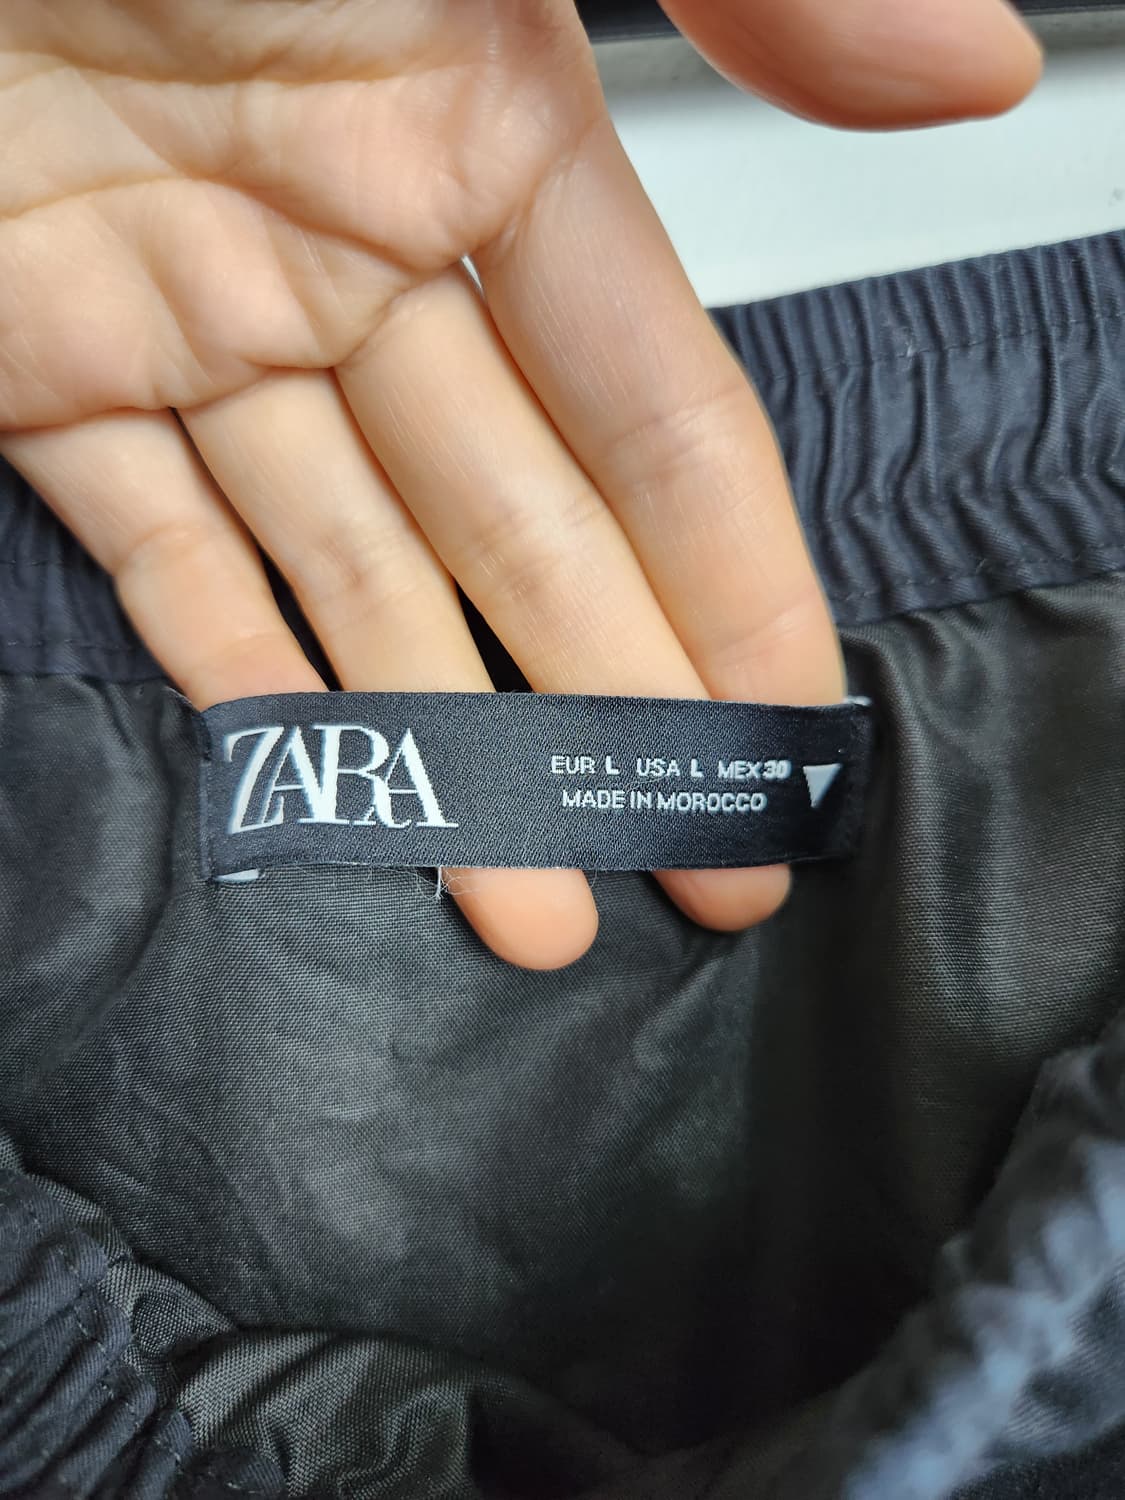 ZARA
EUR L USA L MEX 30
MADE IN MOROCCO